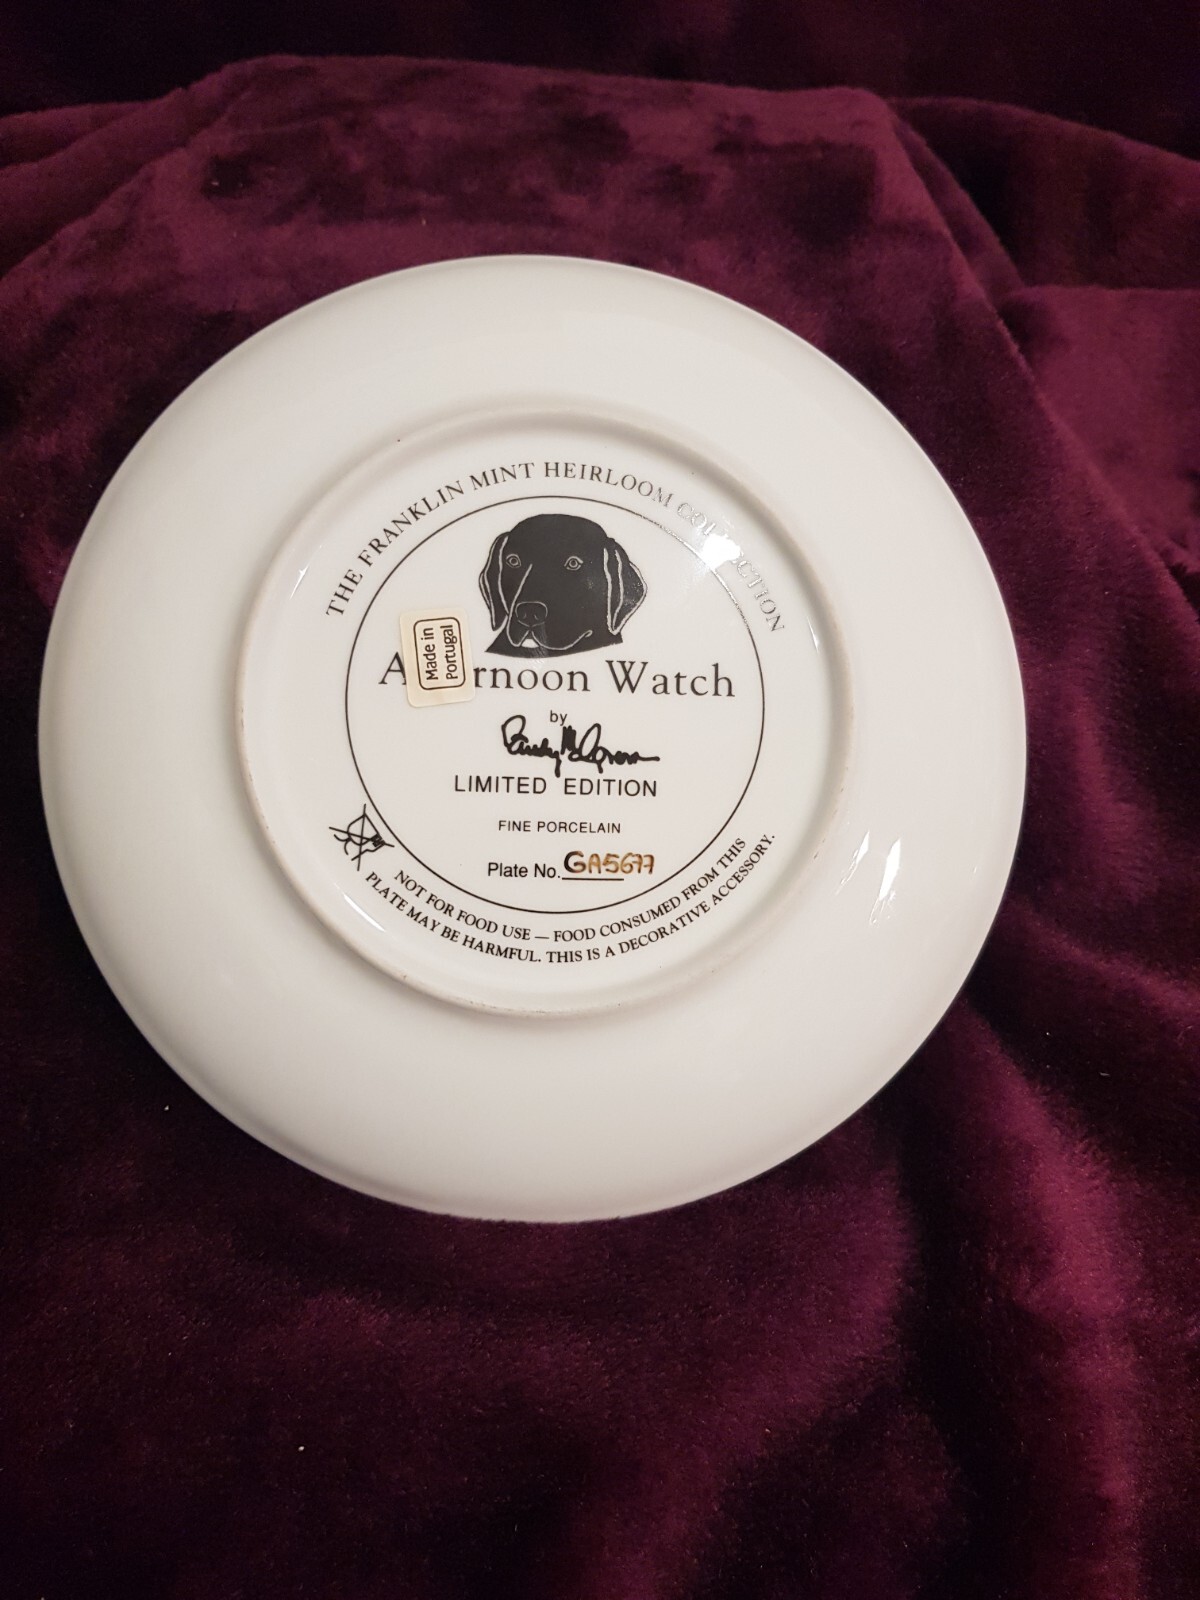 THE FRANKLIN MINT HEIRLOOM COLLECTION
Made in
Portugal
Watch
by
LIMITED EDITION
FINE PORCELAIN
Plate No. GA5677
NOT FOR FOOD USE — FOOD CONSUMED FROM THIS
PLATE MAY BE HARMFUL. THIS IS A DECORATIVE ACCESSORY.